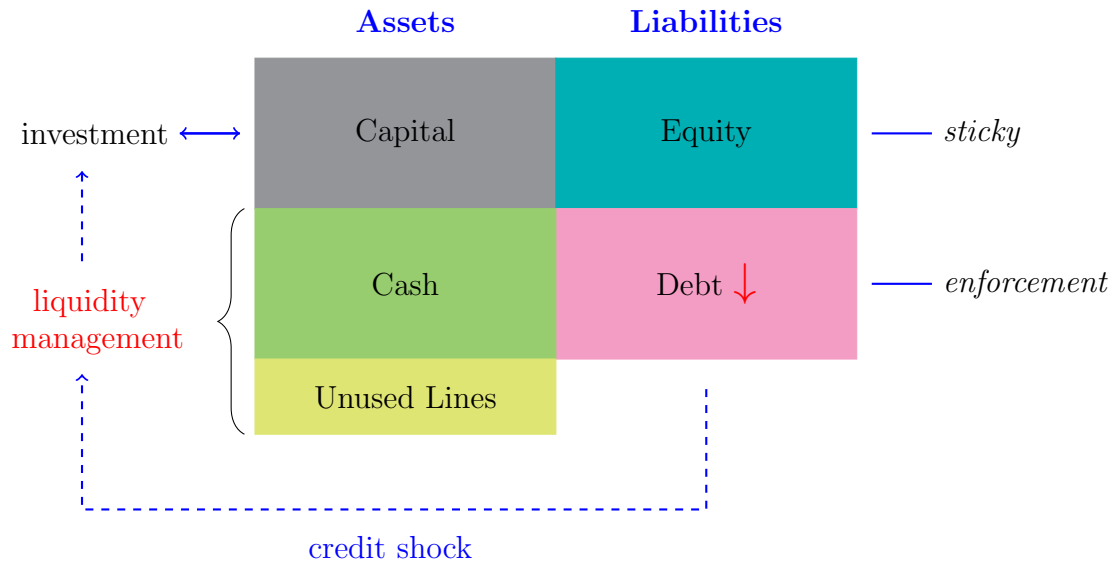 Assets
Liabilities
investment
Capital
Equity
sticky
liquidity
management
Cash
Debt
enforcement
Unused Lines
credit shock